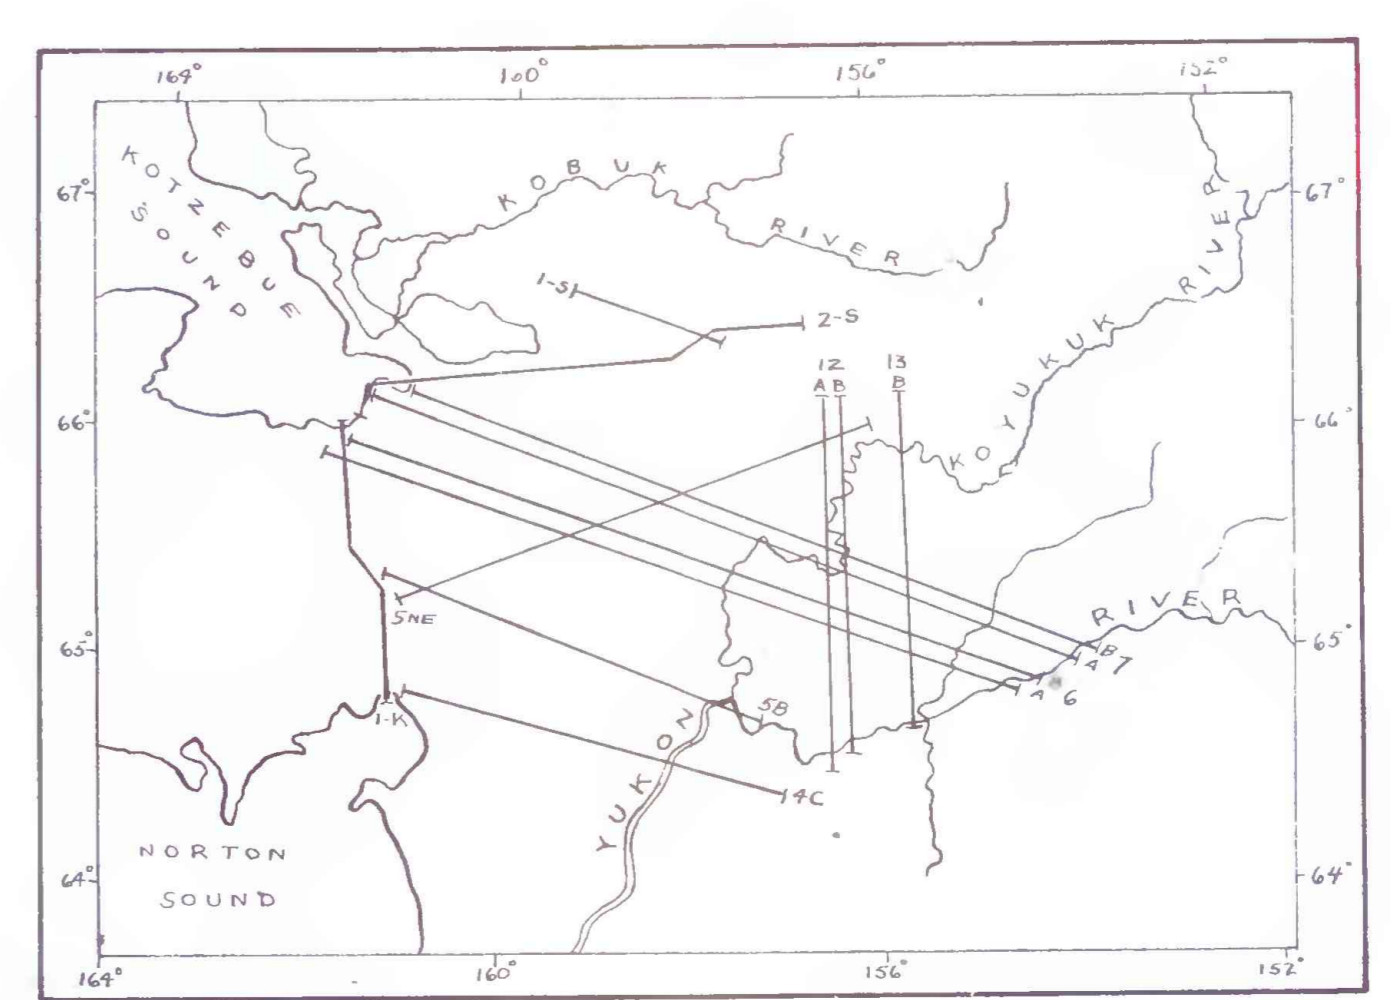 164° 160° 156° 152°
KOTZEBUE
SOUND
KOBUK
RIVER
67° 67°
RIVER
1-S
2-S
12 13
A B B
KOYUKUK
66° 66°
5NE
RIVER
65° 65°
B
A 7
A 6
1-K
5B
YUKON
4C
NORTON
SOUND
64° 64°
164° 160° 156° 152°